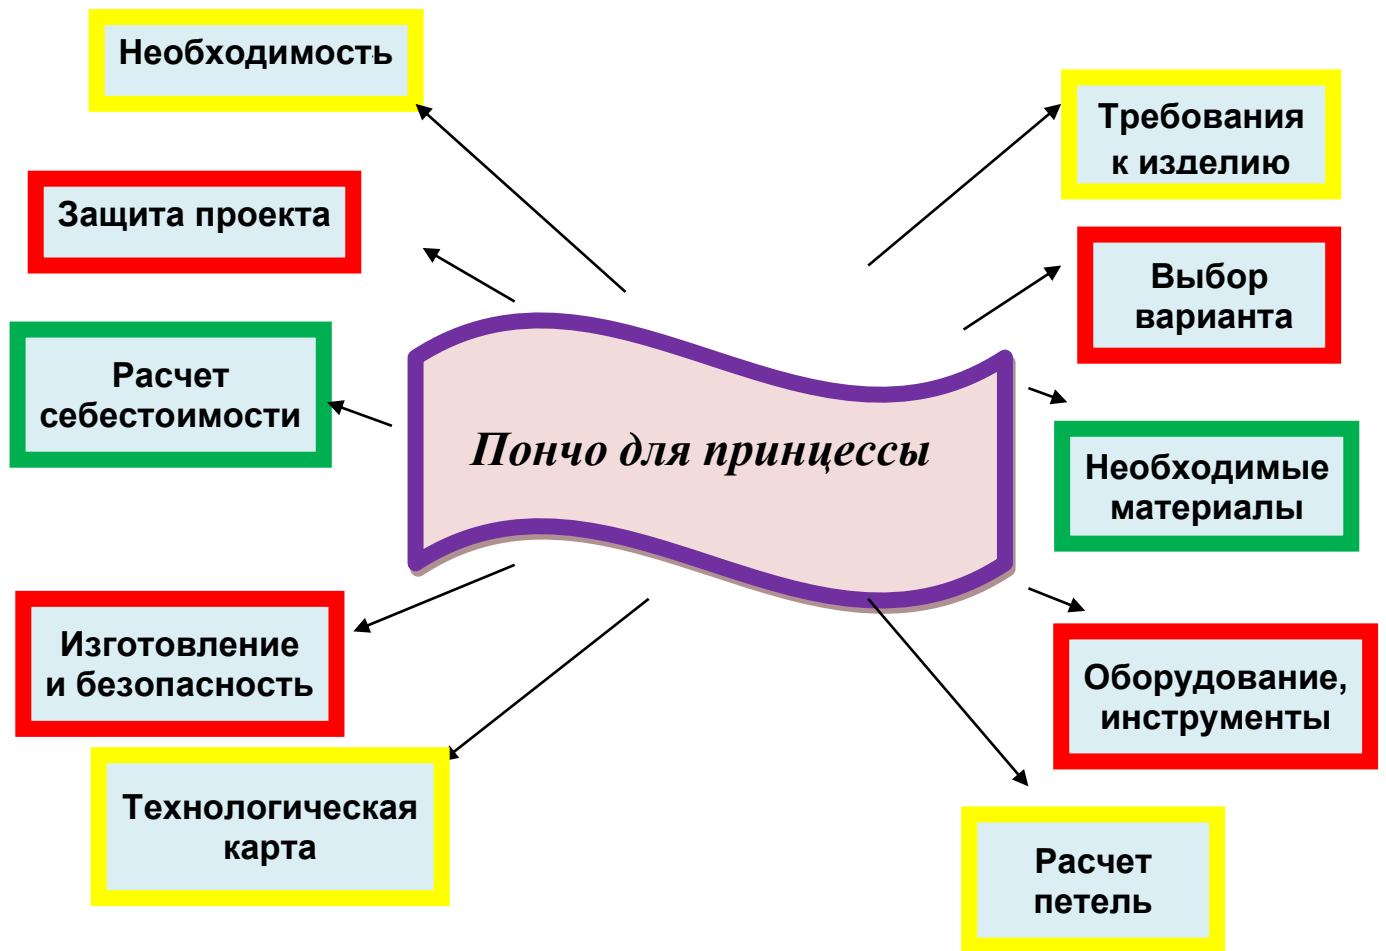 Необходимость
Требования
к изделию
Защита проекта
Выбор
варианта
Расчет
себестоимости
Пончо для принцессы
Необходимые
материалы
Изготовление
и безопасность
Оборудование,
инструменты
Технологическая
карта
Расчет
петель